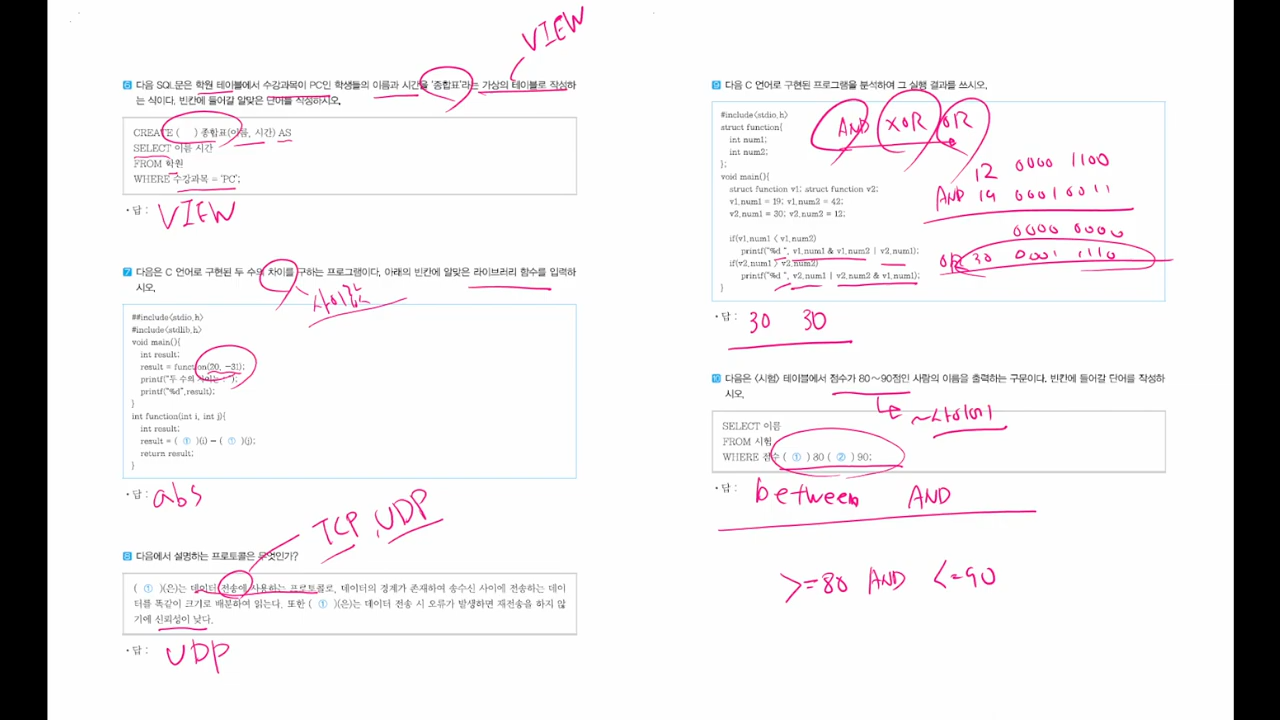 VIEW
6 다음 SQL문은 학원 테이블에서 수강과목이 PC인 학생들의 이름과 시간을 '종합표'라는 가상의 테이블로 작성하
는 식이다. 빈칸에 들어갈 알맞은 단어를 작성하시오.
CREATE ( ) 종합표(이름, 시간) AS
SELECT 이름 시간
FROM 학원
WHERE 수강과목 = "PC";
• 답 : VIEW
7 다음은 C 언어로 구현된 두 수의 차이를 구하는 프로그램이다. 아래의 빈칸에 알맞은 라이브러리 함수를 입력하
시오.
사이값
##include<stdio.h>
#include<stdlib.h>
void main(){
int result;
result = function(20, -3);
printf("두 수의 차이는 : ");
printf("%d",result);
}
int function(int i, int j){
int result;
result = ( ① )(i) - ( ① )(j);
return result;
}
• 답 : abs
TCP, UDP
8 다음에서 설명하는 프로토콜은 무엇인가?
( ① )(은)는 데이터 전송에 사용하는 프로토콜로, 데이터의 경계가 존재하여 송수신 사이에 전송하는 데이
터를 똑같이 크기로 배분하여 읽는다. 또한 ( ① )(은)는 데이터 전송 시 오류가 발생하면 재전송을 하지 않
기에 신뢰성이 낮다.
• 답 : UDP
9 다음 C 언어로 구현된 프로그램을 분석하여 그 실행 결과를 쓰시오.
#include<stdio.h>
struct function{
int num1;
int num2;
};
void main(){
struct function v1; struct function v2;
v1.num1 = 19; v1.num2 = 42;
v2.num1 = 30; v2.num2 = 12;
if(v1.num1 < v1.num2)
printf("%d ", v1.num1 & v1.num2 | v2.num1);
if(v2.num1 > v2.num2)
printf("%d ", v2.num1 | v2.num2 & v1.num1);
}
AND XOR OR
12 0000 1100
AND 19 0001 0011
0000 0000
OR 30 0001 1110
• 답 : 30 30
10 다음은 <시험> 테이블에서 점수가 80~90점인 사람의 이름을 출력하는 구문이다. 빈칸에 들어갈 단어를 작성하
시오.
~사이에
SELECT 이름
FROM 시험
WHERE 점수 ( ① ) 80 ( ② ) 90;
• 답 : between AND
>=80 AND <=90